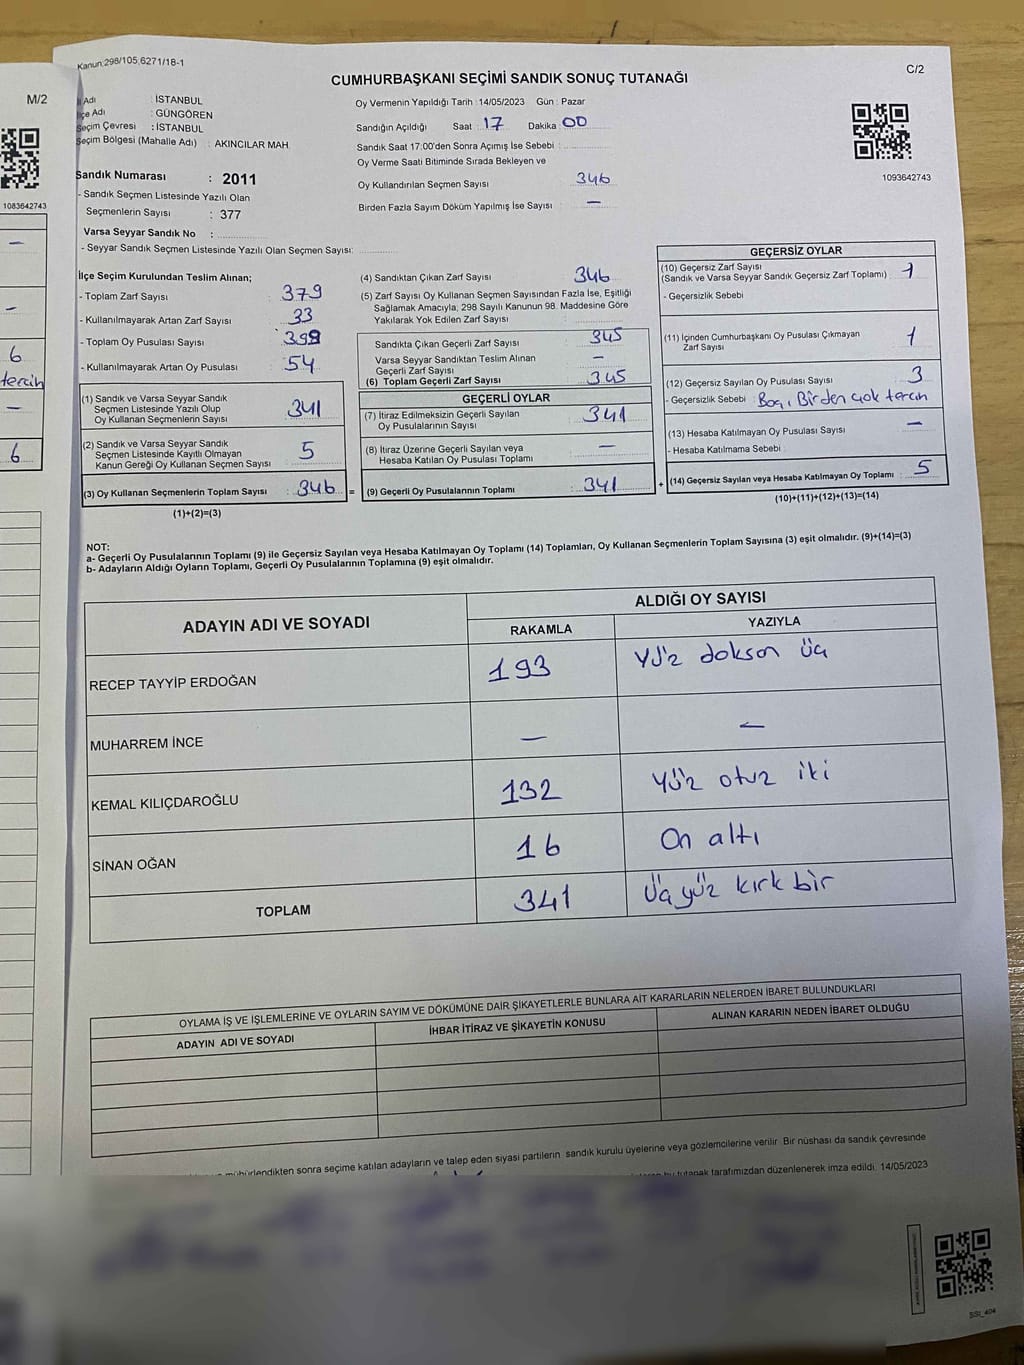 Kanun:298/105,6271/18-1
CUMHURBAŞKANI SEÇİMİ SANDIK SONUÇ TUTANAĞI
C/2
M/2
1083642743
6
tercih
6
İl Adı : İSTANBUL
İlçe Adı : GÜNGÖREN
Seçim Çevresi : İSTANBUL
Seçim Bölgesi (Mahalle Adı) : AKINCILAR MAH.
Sandık Numarası : 2011
- Sandık Seçmen Listesinde Yazılı Olan
Seçmenlerin Sayısı : 377
Varsa Seyyar Sandık No :
- Seyyar Sandık Seçmen Listesinde Yazılı Olan Seçmen Sayısı:
Oy Vermenin Yapıldığı Tarih : 14/05/2023 Gün : Pazar
Sandığın Açıldığı Saat : 17 Dakika : 00
Sandık Saat 17:00'den Sonra Açımış İse Sebebi :
Oy Verme Saati Bitiminde Sırada Bekleyen ve
Oy Kullandırılan Seçmen Sayısı : 346
Birden Fazla Sayım Döküm Yapılmış İse Sayısı : —
1093642743
İlçe Seçim Kurulundan Teslim Alınan;
- Toplam Zarf Sayısı : 379
- Kullanılmayarak Artan Zarf Sayısı : 33
- Toplam Oy Pusulası Sayısı : 399
- Kullanılmayarak Artan Oy Pusulası : 54
(1) Sandık ve Varsa Seyyar Sandık
Seçmen Listesinde Yazılı Olup
Oy Kullanan Seçmenlerin Sayısı : 341
(2) Sandık ve Varsa Seyyar Sandık
Seçmen Listesinde Kayıtlı Olmayan
Kanun Gereği Oy Kullanan Seçmen Sayısı : 5
(3) Oy Kullanan Seçmenlerin Toplam Sayısı : 346
(1)+(2)=(3)
(4) Sandıktan Çıkan Zarf Sayısı : 346
(5) Zarf Sayısı Oy Kullanan Seçmen Sayısından Fazla İse, Eşitliği
Sağlamak Amacıyla; 298 Sayılı Kanunun 98. Maddesine Göre
Yakılarak Yok Edilen Zarf Sayısı :
Sandıkta Çıkan Geçerli Zarf Sayısı : 345
Varsa Seyyar Sandıktan Teslim Alınan
Geçerli Zarf Sayısı : —
(6) Toplam Geçerli Zarf Sayısı : 345
GEÇERLİ OYLAR
(7) İtiraz Edilmeksizin Geçerli Sayılan
Oy Pusulalarının Sayısı : 341
(8) İtiraz Üzerine Geçerli Sayılan veya
Hesaba Katılan Oy Pusulası Toplamı : —
= (9) Geçerli Oy Pusulalarının Toplamı : 341
GEÇERSİZ OYLAR
(10) Geçersiz Zarf Sayısı
(Sandık ve Varsa Seyyar Sandık Geçersiz Zarf Toplamı) : 1
- Geçersizlik Sebebi
(11) İçinden Cumhurbaşkanı Oy Pusulası Çıkmayan
Zarf Sayısı : 1
(12) Geçersiz Sayılan Oy Pusulası Sayısı : 3
- Geçersizlik Sebebi : Boş, Birden çok tercih
(13) Hesaba Katılmayan Oy Pusulası Sayısı : —
- Hesaba Katılmama Sebebi
+ (14) Geçersiz Sayılan veya Hesaba Katılmayan Oy Toplamı : 5
(10)+(11)+(12)+(13)=(14)
NOT:
a- Geçerli Oy Pusulalarının Toplamı (9) ile Geçersiz Sayılan veya Hesaba Katılmayan Oy Toplamı (14) Toplamları, Oy Kullanan Seçmenlerin Toplam Sayısına (3) eşit olmalıdır. (9)+(14)=(3)
b- Adayların Aldığı Oyların Toplamı, Geçerli Oy Pusulalarının Toplamına (9) eşit olmalıdır.
ADAYIN ADI VE SOYADI
ALDIĞI OY SAYISI
RAKAMLA YAZIYLA
RECEP TAYYİP ERDOĞAN 193 Yüz doksan üç
MUHARREM İNCE — —
KEMAL KILIÇDAROĞLU 132 Yüz otuz iki
SİNAN OĞAN 16 On altı
TOPLAM 341 Üçyüz kırk bir
OYLAMA İŞ VE İŞLEMLERİNE VE OYLARIN SAYIM VE DÖKÜMÜNE DAİR ŞİKAYETLERLE BUNLARA AİT KARARLARIN NELERDEN İBARET BULUNDUKLARI
ADAYIN ADI VE SOYADI İHBAR İTİRAZ VE ŞİKAYETİN KONUSU ALINAN KARARIN NEDEN İBARET OLDUĞU
mühürlendikten sonra seçime katılan adayların ve talep eden siyasi partilerin sandık kurulu üyelerine veya gözlemcilerine verilir. Bir nüshası da sandık çevresinde
bu tutanak tarafımızdan düzenlenerek imza edildi. 14/05/2023